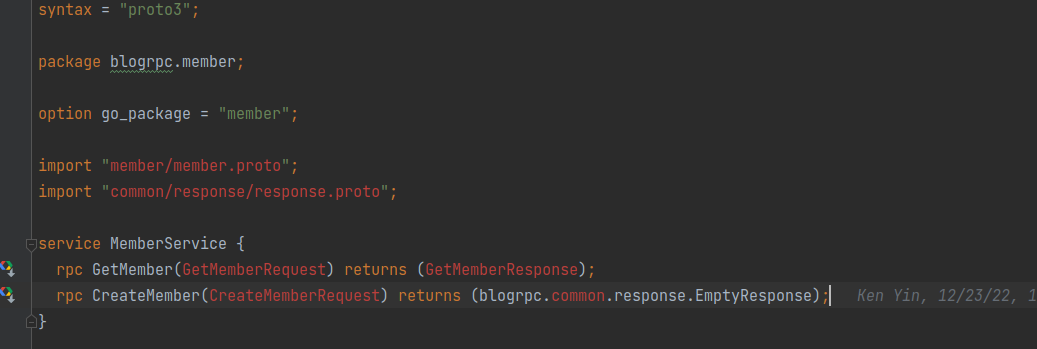 syntax = "proto3";
package blogrpc.member;
option go_package = "member";
import "member/member.proto";
import "common/response/response.proto";
service MemberService {
rpc GetMember(GetMemberRequest) returns (GetMemberResponse);
rpc CreateMember(CreateMemberRequest) returns (blogrpc.common.response.EmptyResponse); Ken Yin, 12/23/22, 1
}